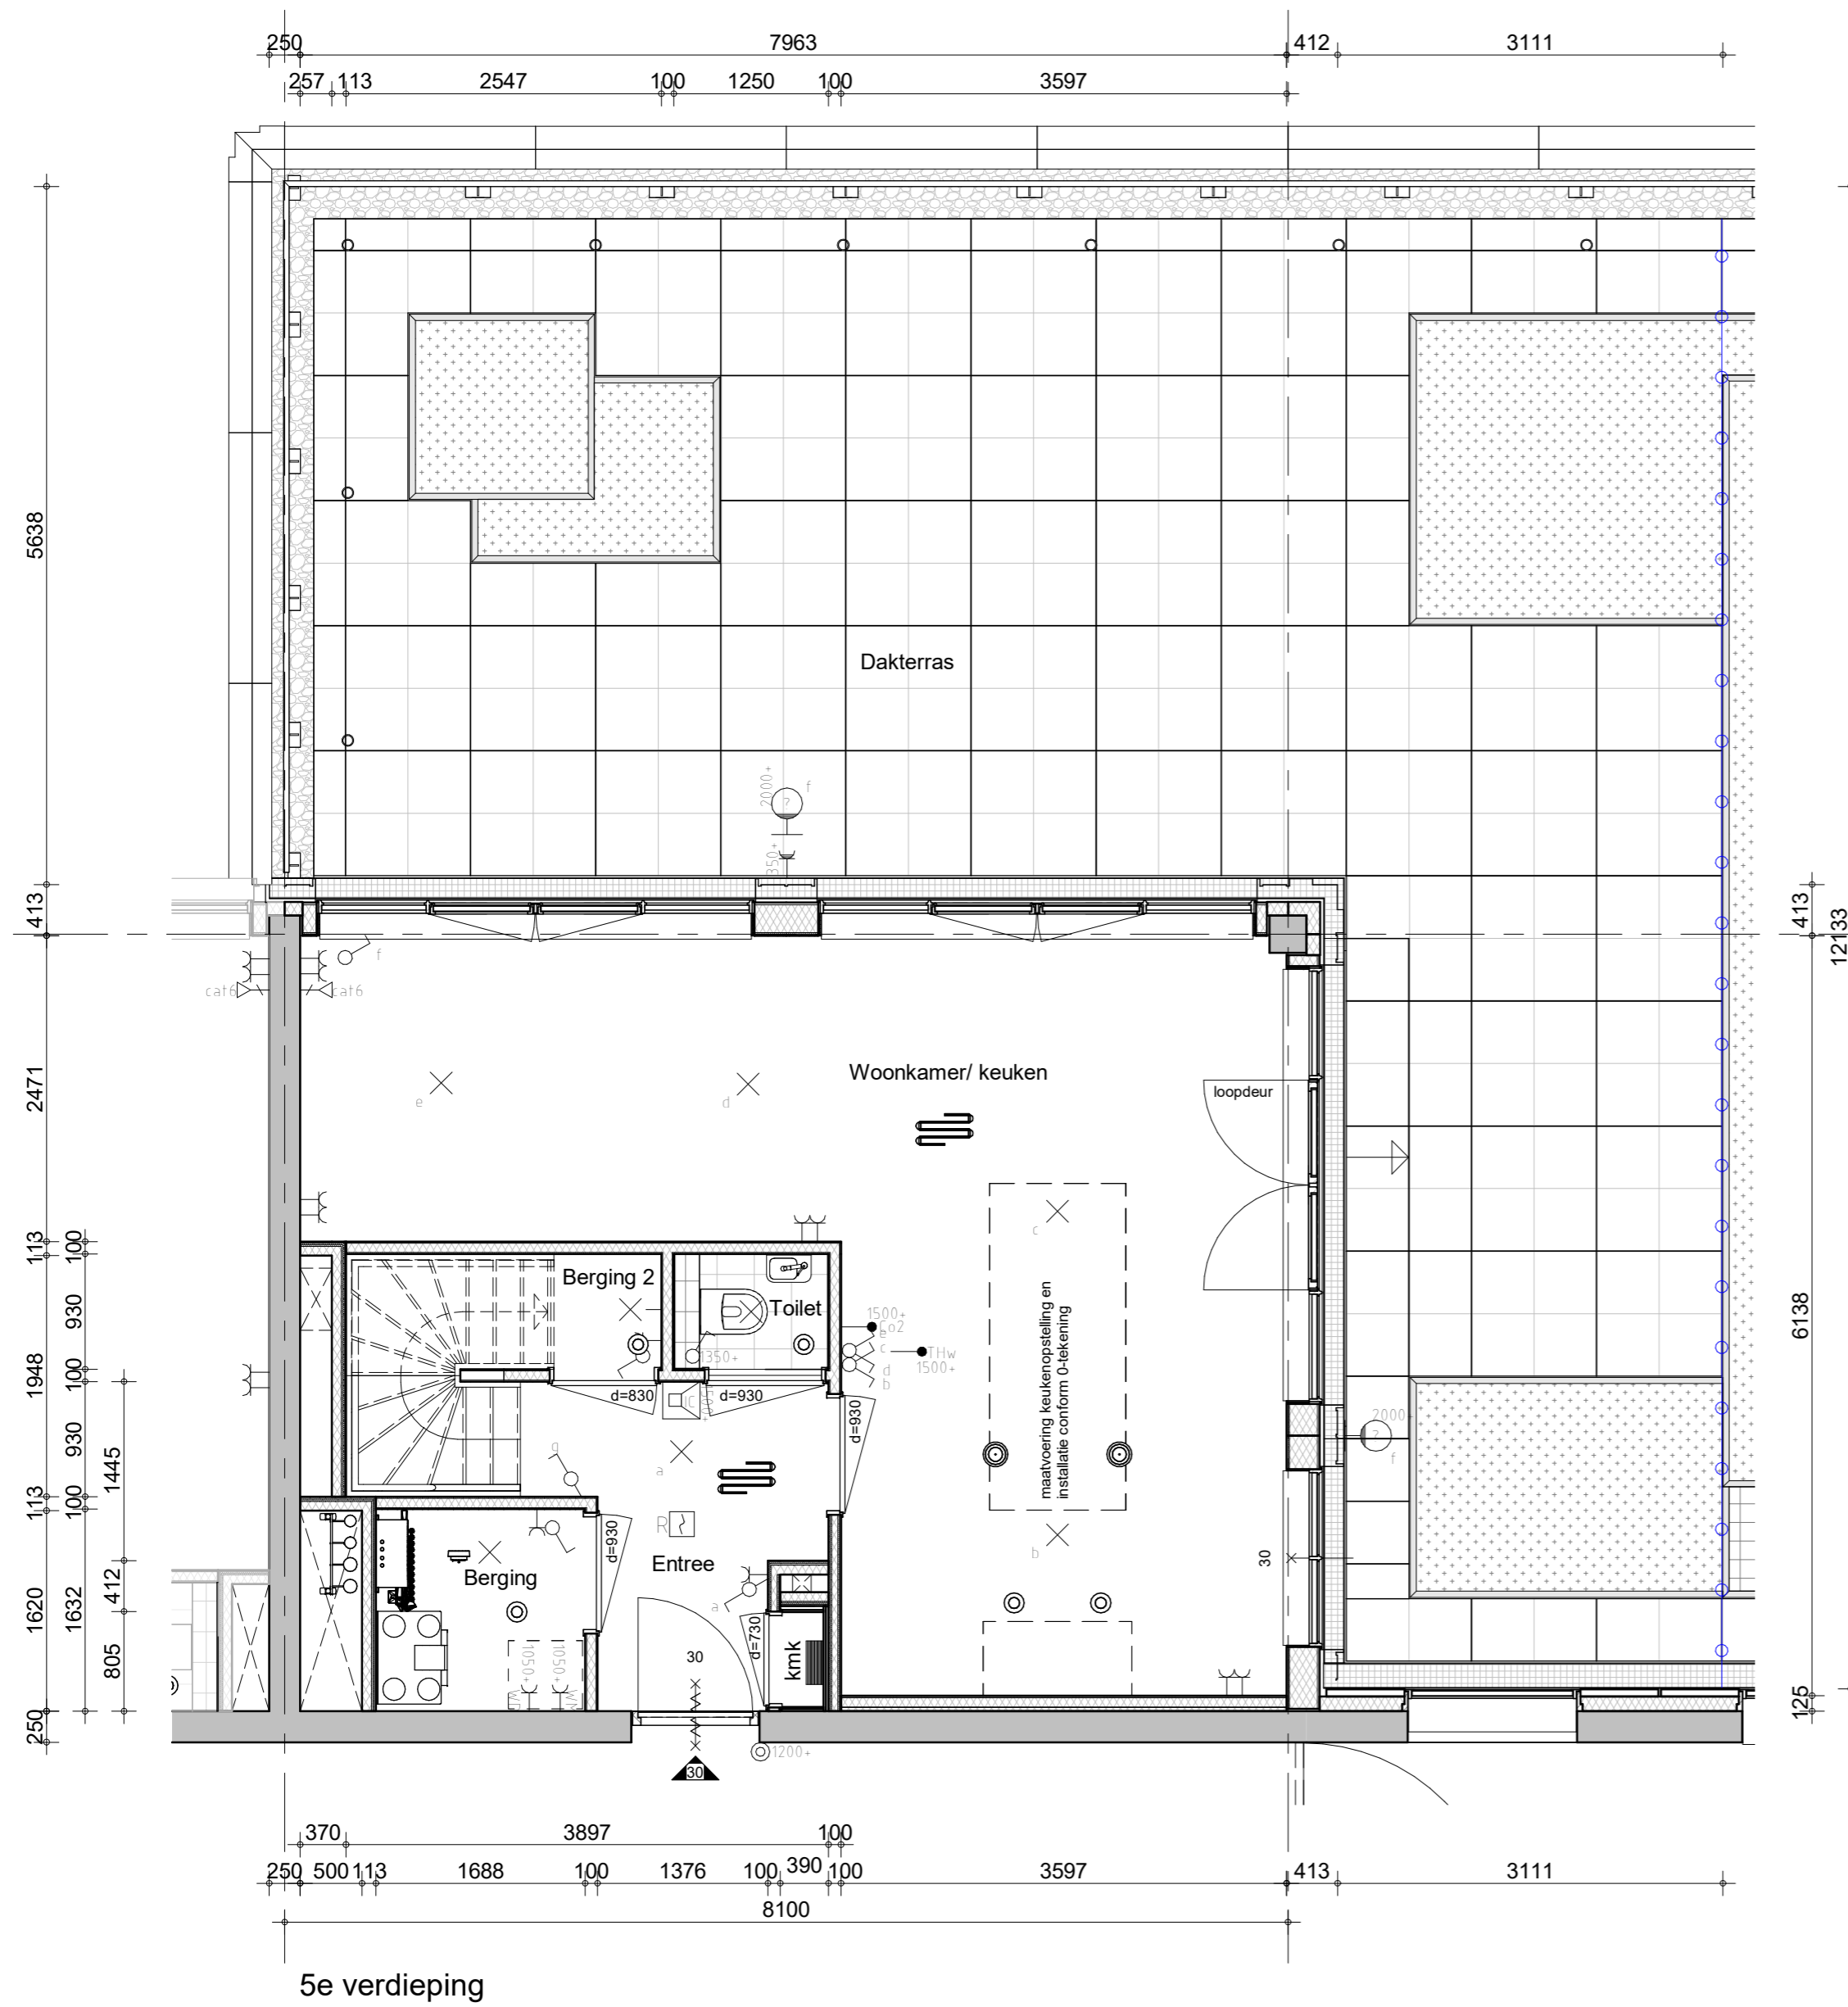 250
7963
412
3111
257
113
2547
100
1250
100
3597
5638
Dakterras
2000+
f
350+
413
413
12133
f
cat6
cat6
2471
Woonkamer/ keuken
loopdeur
e
d
c
113
100
Berging 2
Toilet
930
1500+
Co2
e
c
THw
1500+
d
b
1350+
maatvoering keukenopstelling en
installatie conform 0-tekening
6138
1948
100
d=830
d=930
d=930
2000+
f
930
1445
a
113
100
R
d=930
Entree
b
30
Berging
412
1620
1632
a
805
d=730
kmk
30
1050+
1050+
125
250
1200+
30
370
3897
100
250
500
113
1688
100
1376
100
390
100
3597
413
3111
8100
5e verdieping